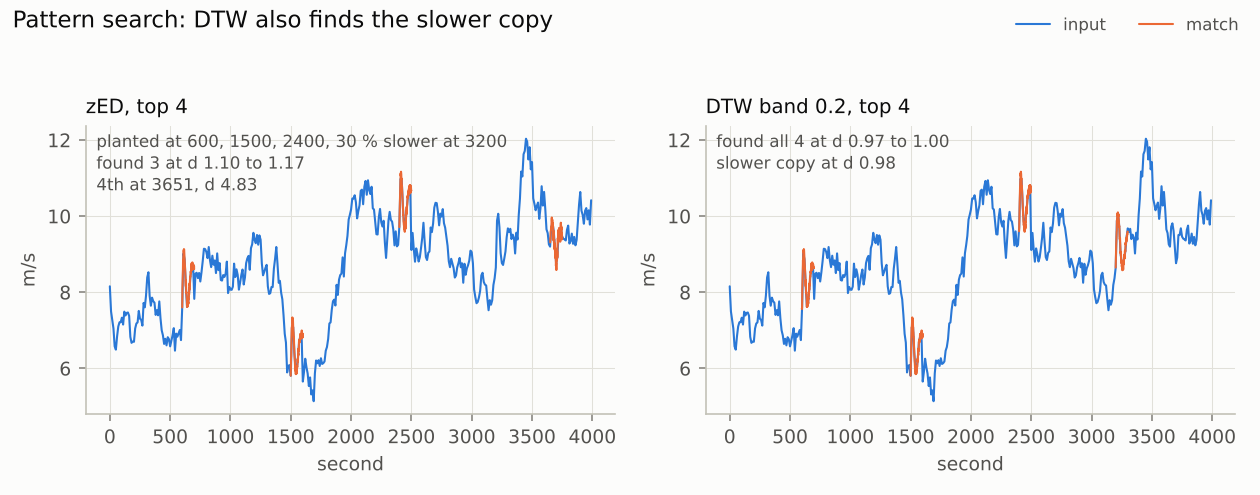 Pattern search: DTW also finds the slower copy
input
match
zED, top 4
planted at 600, 1500, 2400, 30 % slower at 3200
found 3 at d 1.10 to 1.17
4th at 3651, d 4.83
12
10
8
6
m/s
0 500 1000 1500 2000 2500 3000 3500 4000
second
DTW band 0.2, top 4
found all 4 at d 0.97 to 1.00
slower copy at d 0.98
12
10
8
6
m/s
0 500 1000 1500 2000 2500 3000 3500 4000
second